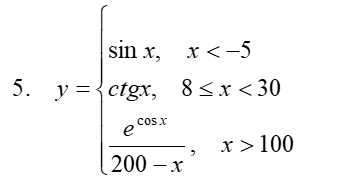 sin x, x < −5
5. y = { ctgx, 8 ≤ x < 30
e^{cos x} / (200 − x), x > 100